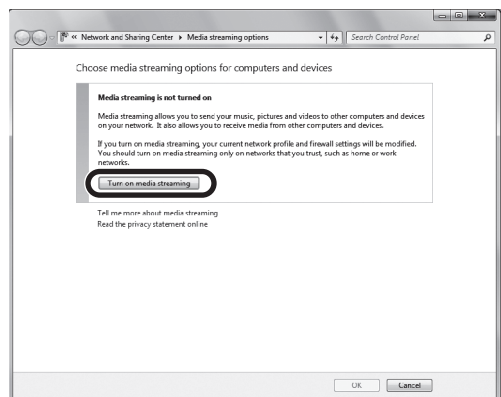 « Network and Sharing Center ▸ Media streaming options
Search Control Panel
Choose media streaming options for computers and devices
Media streaming is not turned on
Media streaming allows you to send your music, pictures and videos to other computers and devices
on your network. It also allows you to receive media from other computers and devices.
If you turn on media streaming, your current network profile and firewall settings will be modified.
You should turn on media streaming only on networks that you trust, such as home or work
networks.
Turn on media streaming
Tell me more about media streaming
Read the privacy statement online
OK
Cancel